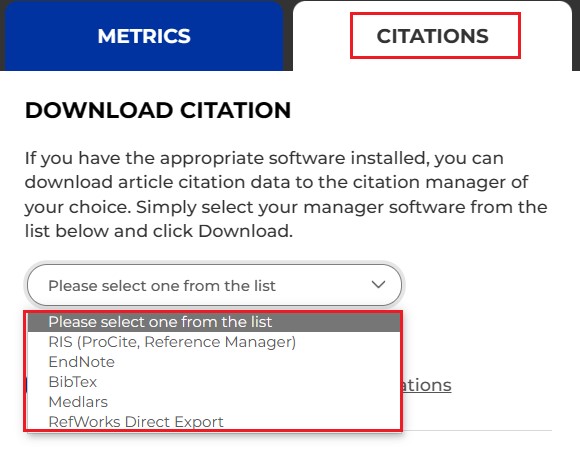 METRICS
CITATIONS
DOWNLOAD CITATION
If you have the appropriate software installed, you can
download article citation data to the citation manager of
your choice. Simply select your manager software from the
list below and click Download.
Please select one from the list
Please select one from the list
RIS (ProCite, Reference Manager)
EndNote
BibTex
ations
Medlars
RefWorks Direct Export